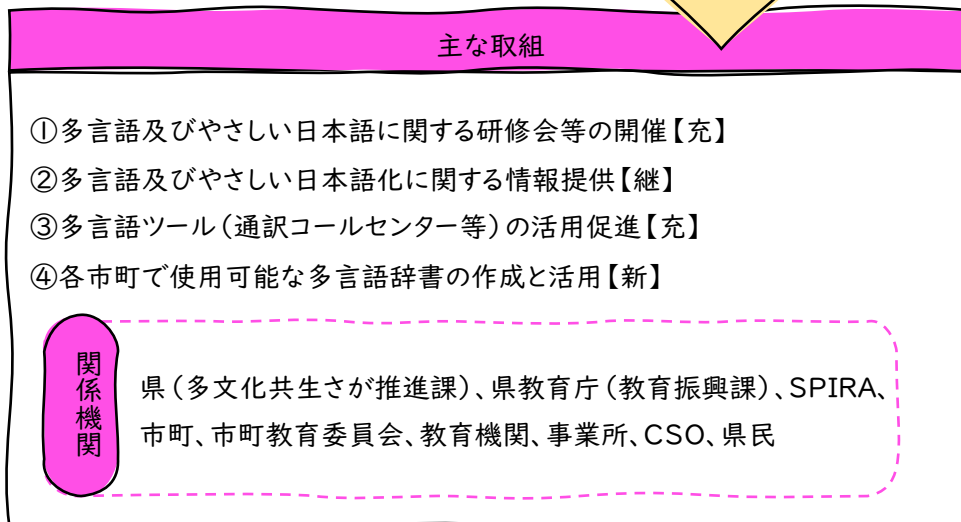 主な取組
①多言語及びやさしい日本語に関する研修会等の開催【充】
②多言語及びやさしい日本語化に関する情報提供【継】
③多言語ツール(通訳コールセンター等)の活用促進【充】
④各市町で使用可能な多言語辞書の作成と活用【新】
関係機関
県(多文化共生さが推進課)、県教育庁(教育振興課)、SPIRA、
市町、市町教育委員会、教育機関、事業所、CSO、県民